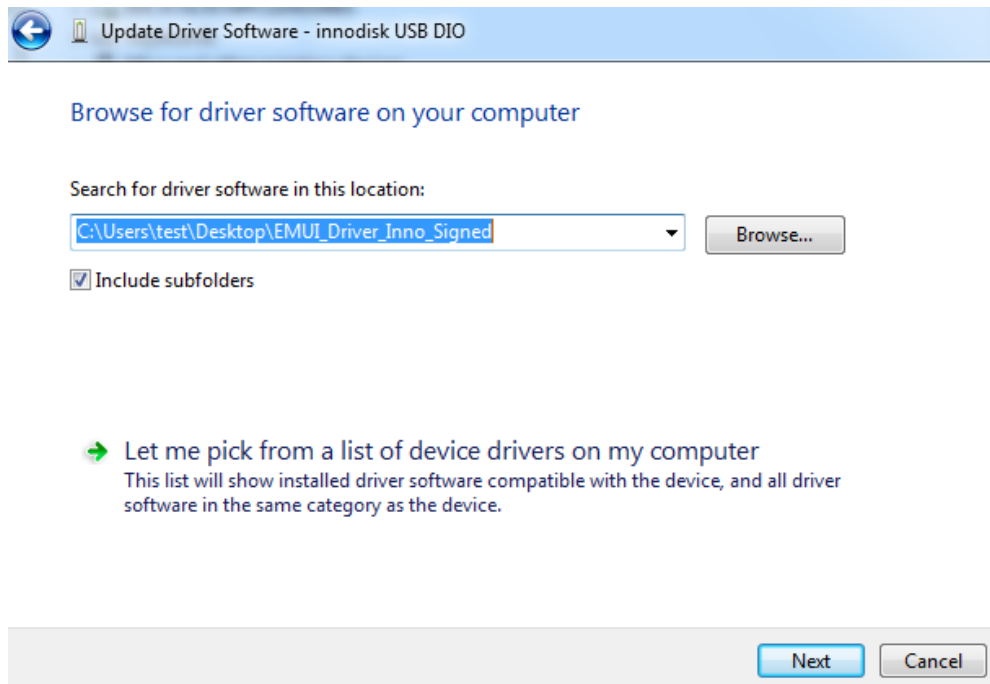 Update Driver Software - innodisk USB DIO
Browse for driver software on your computer
Search for driver software in this location:
C:\Users\test\Desktop\EMUI_Driver_Inno_Signed
Browse...
Include subfolders
Let me pick from a list of device drivers on my computer
This list will show installed driver software compatible with the device, and all driver
software in the same category as the device.
Next
Cancel